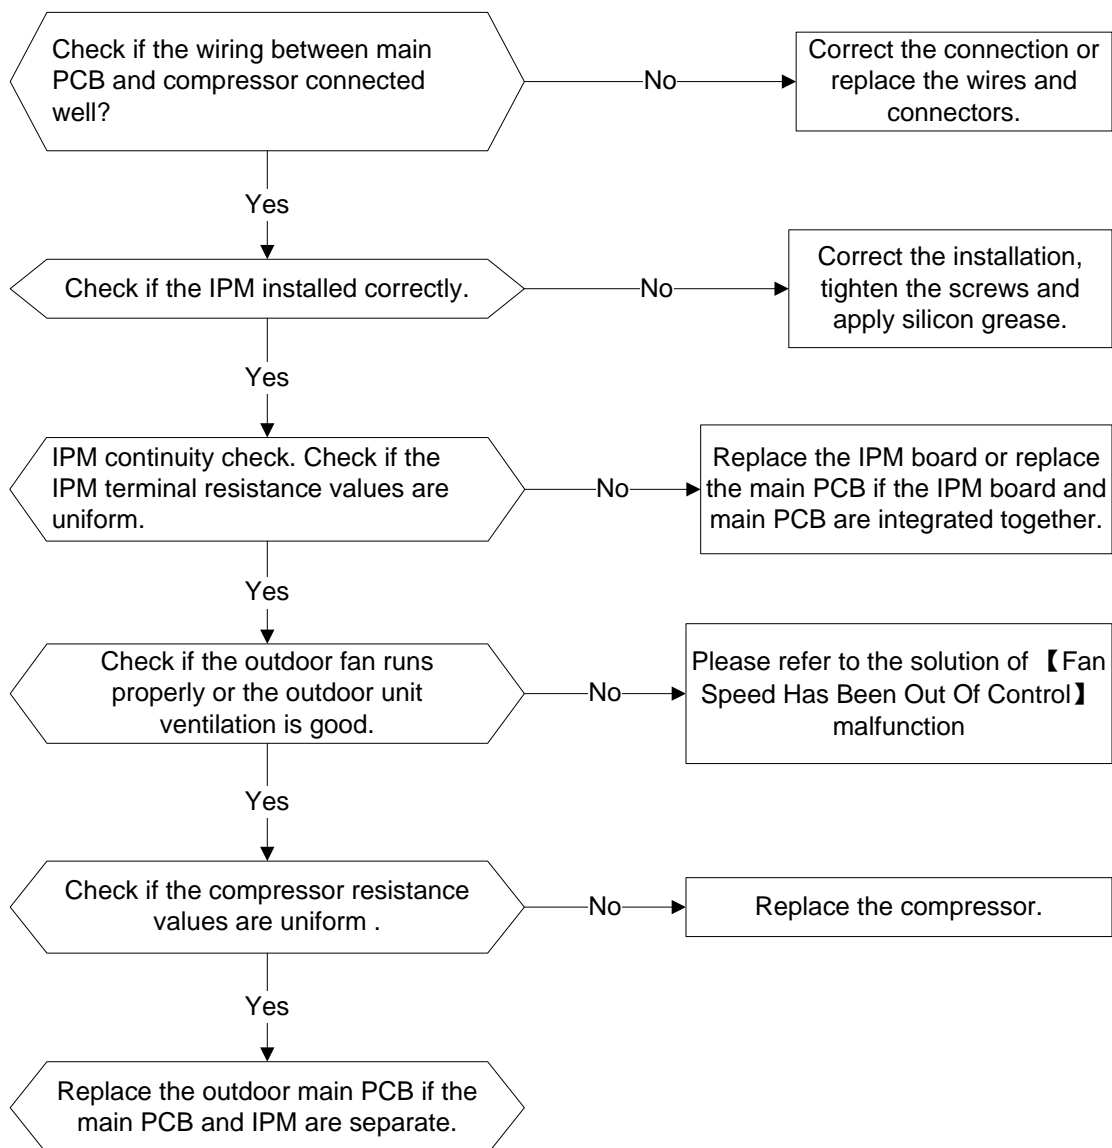 Check if the wiring between main
PCB and compressor connected
well?
No
Correct the connection or
replace the wires and
connectors.
Yes
Check if the IPM installed correctly.
No
Correct the installation,
tighten the screws and
apply silicon grease.
Yes
IPM continuity check. Check if the
IPM terminal resistance values are
uniform.
No
Replace the IPM board or replace
the main PCB if the IPM board and
main PCB are integrated together.
Yes
Check if the outdoor fan runs
properly or the outdoor unit
ventilation is good.
No
Please refer to the solution of 【Fan
Speed Has Been Out Of Control】
malfunction
Yes
Check if the compressor resistance
values are uniform .
No
Replace the compressor.
Yes
Replace the outdoor main PCB if the
main PCB and IPM are separate.